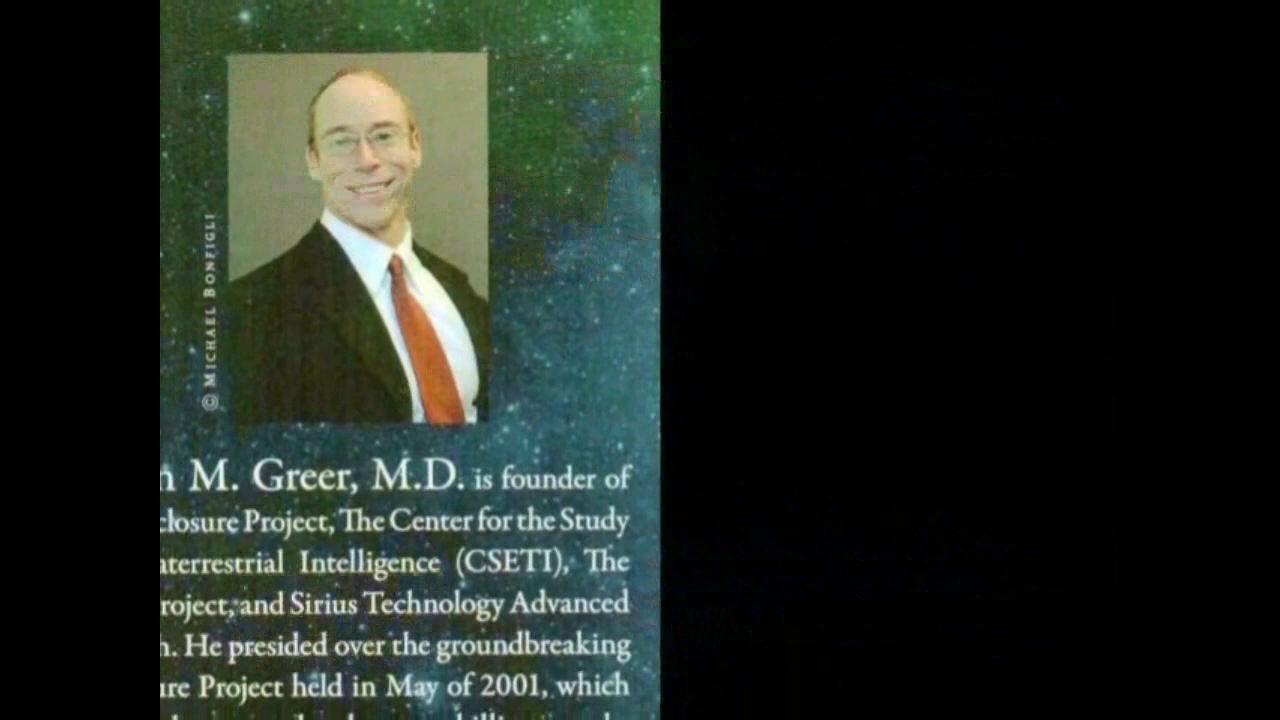 © MICHAEL BONFIGLI
M. Greer, M.D. is founder of
closure Project, The Center for the Study
terrestrial Intelligence (CSETI), The
roject, and Sirius Technology Advanced
. He presided over the groundbreaking
ure Project held in May of 2001, which